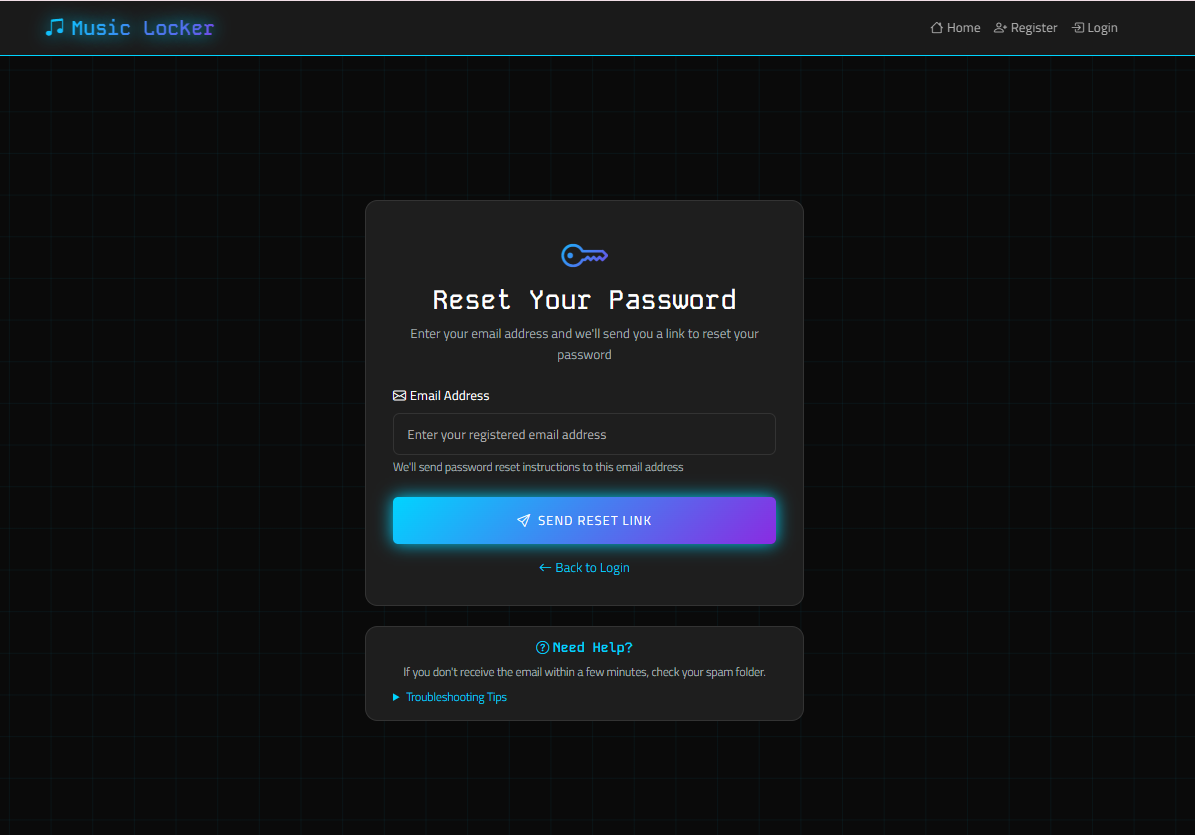 Music Locker
Home Register Login
Reset Your Password
Enter your email address and we'll send you a link to reset your
password
Email Address
Enter your registered email address
We'll send password reset instructions to this email address
SEND RESET LINK
← Back to Login
Need Help?
If you don't receive the email within a few minutes, check your spam folder.
Troubleshooting Tips